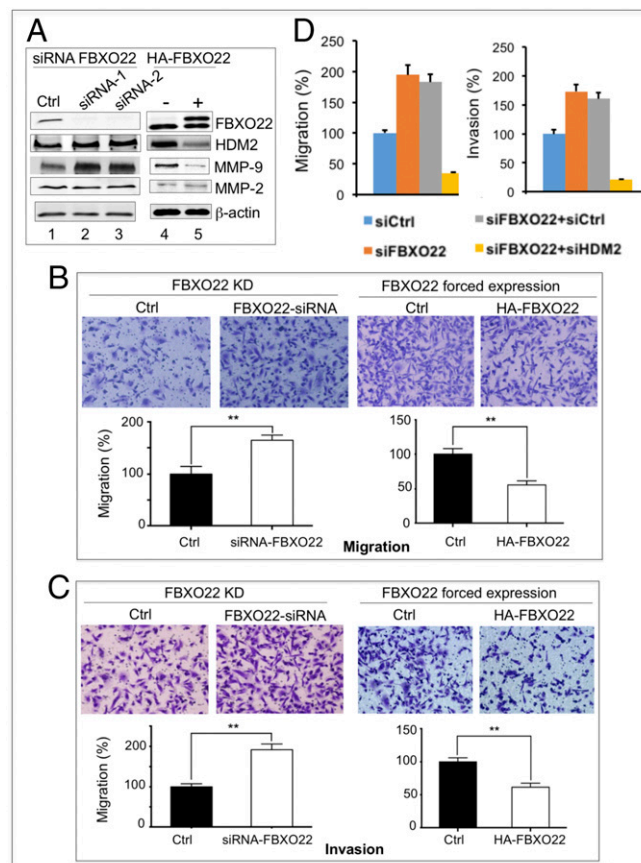 A
siRNA FBXO22
HA-FBXO22
Ctrl
siRNA-1
siRNA-2
-
+
FBXO22
HDM2
MMP-9
MMP-2
β-actin
1
2
3
4
5
D
Migration (%)
250
200
150
100
50
0
Invasion (%)
250
200
150
100
50
0
siCtrl
siFBXO22+siCtrl
siFBXO22
siFBXO22+siHDM2
B
FBXO22 KD
FBXO22 forced expression
Ctrl
FBXO22-siRNA
Ctrl
HA-FBXO22
Migration (%)
200
150
100
50
0
**
Ctrl
siRNA-FBXO22
100
50
0
**
Ctrl
HA-FBXO22
Migration
C
FBXO22 KD
FBXO22 forced expression
Ctrl
FBXO22-siRNA
Ctrl
HA-FBXO22
Migration (%)
200
100
0
**
Ctrl
siRNA-FBXO22
100
50
0
**
Ctrl
HA-FBXO22
Invasion